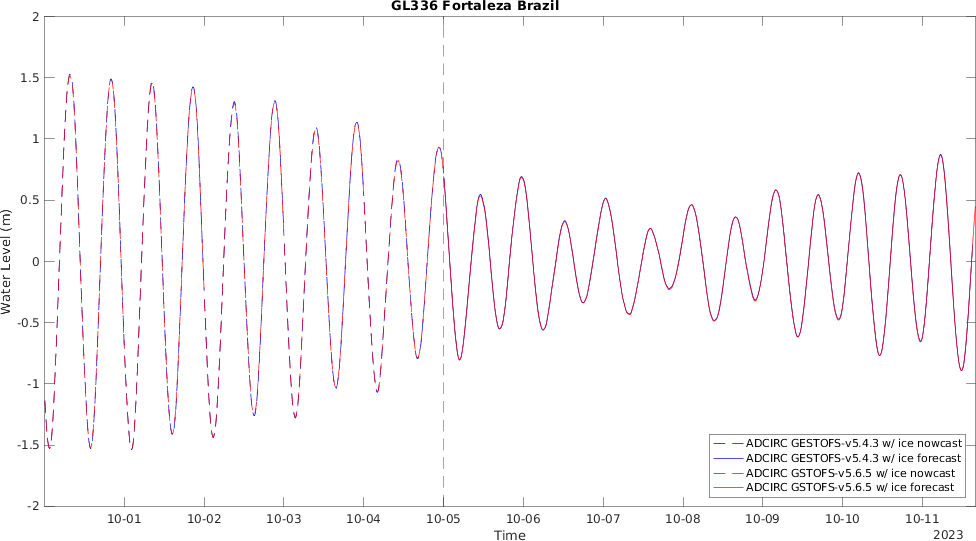 GL336 Fortaleza Brazil
2
1.5
1
0.5
0
-0.5
-1
-1.5
-2
Water Level (m)
10-01 10-02 10-03 10-04 10-05 10-06 10-07 10-08 10-09 10-10 10-11
Time
2023
ADCIRC GESTOFS-v5.4.3 w/ ice nowcast
ADCIRC GESTOFS-v5.4.3 w/ ice forecast
ADCIRC GSTOFS-v5.6.5 w/ ice nowcast
ADCIRC GSTOFS-v5.6.5 w/ ice forecast